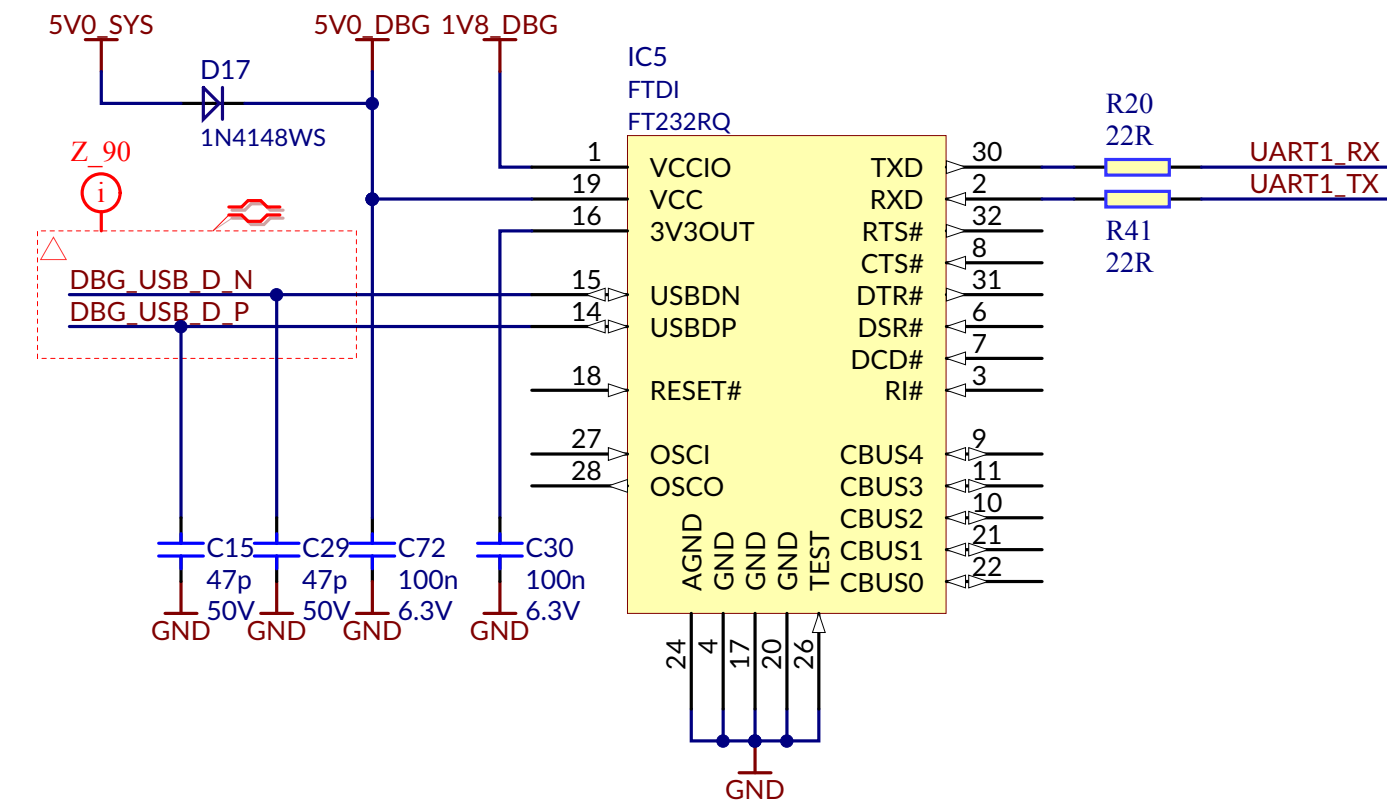 5V0_SYS
5V0_DBG
1V8_DBG
D17
1N4148WS
Z_90
i
DBG_USB_D_N
DBG_USB_D_P
IC5
FTDI
FT232RQ
1
VCCIO
19
VCC
16
3V3OUT
15
USBDN
14
USBDP
18
RESET#
27
OSCI
28
OSCO
TXD
30
RXD
2
RTS#
32
CTS#
8
DTR#
31
DSR#
6
DCD#
7
RI#
3
CBUS4
9
CBUS3
11
CBUS2
10
CBUS1
21
CBUS0
22
AGND
GND
GND
GND
TEST
24
4
17
20
26
GND
R20
22R
UART1_RX
UART1_TX
R41
22R
C15
47p
50V
GND
C29
47p
50V
GND
C72
100n
6.3V
GND
C30
100n
6.3V
GND